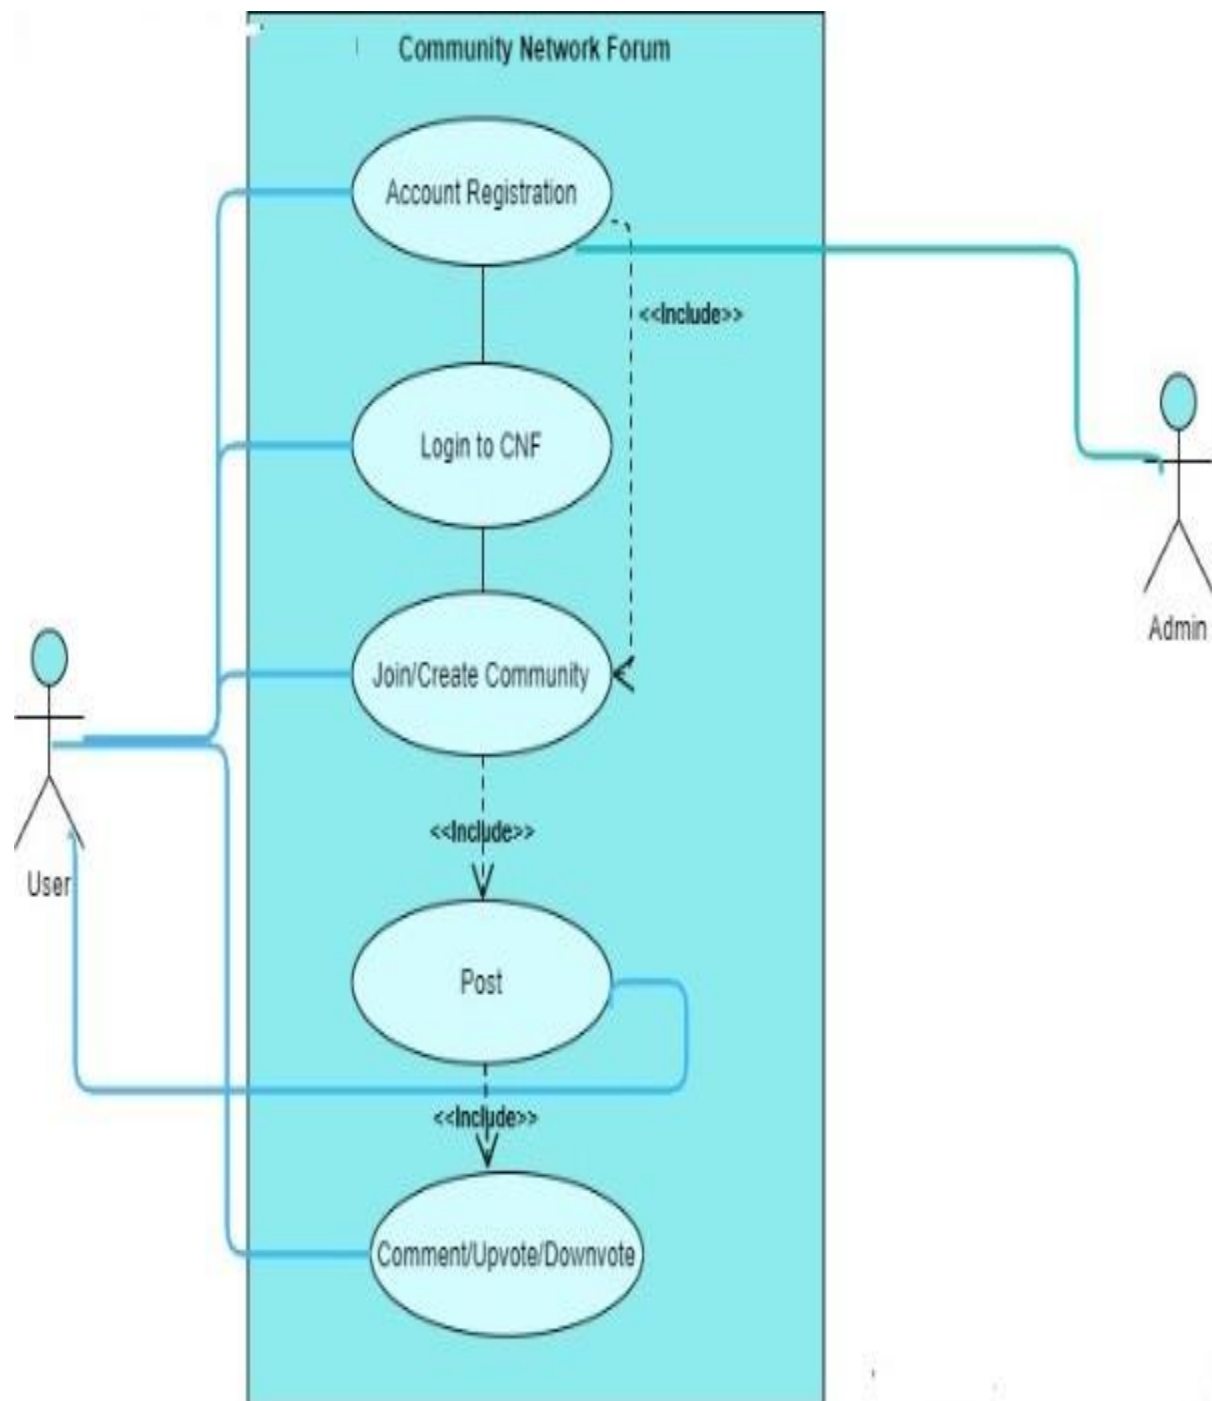 Community Network Forum
Account Registration
<<Include>>
Login to CNF
Admin
Join/Create Community
<<Include>>
User
Post
<<Include>>
Comment/Upvote/Downvote